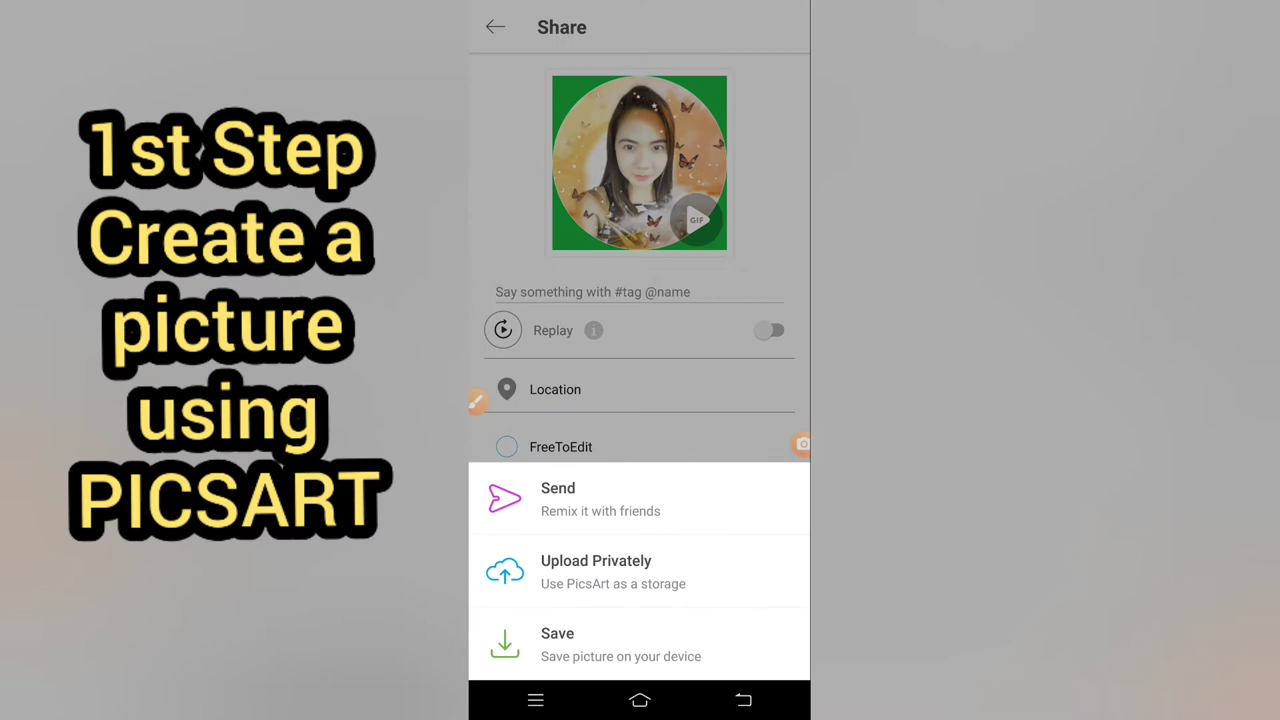 1st Step
Create a
picture
using
PICSART
Share
GIF
Say something with #tag @name
Replay
Location
FreeToEdit
Send
Remix it with friends
Upload Privately
Use PicsArt as a storage
Save
Save picture on your device